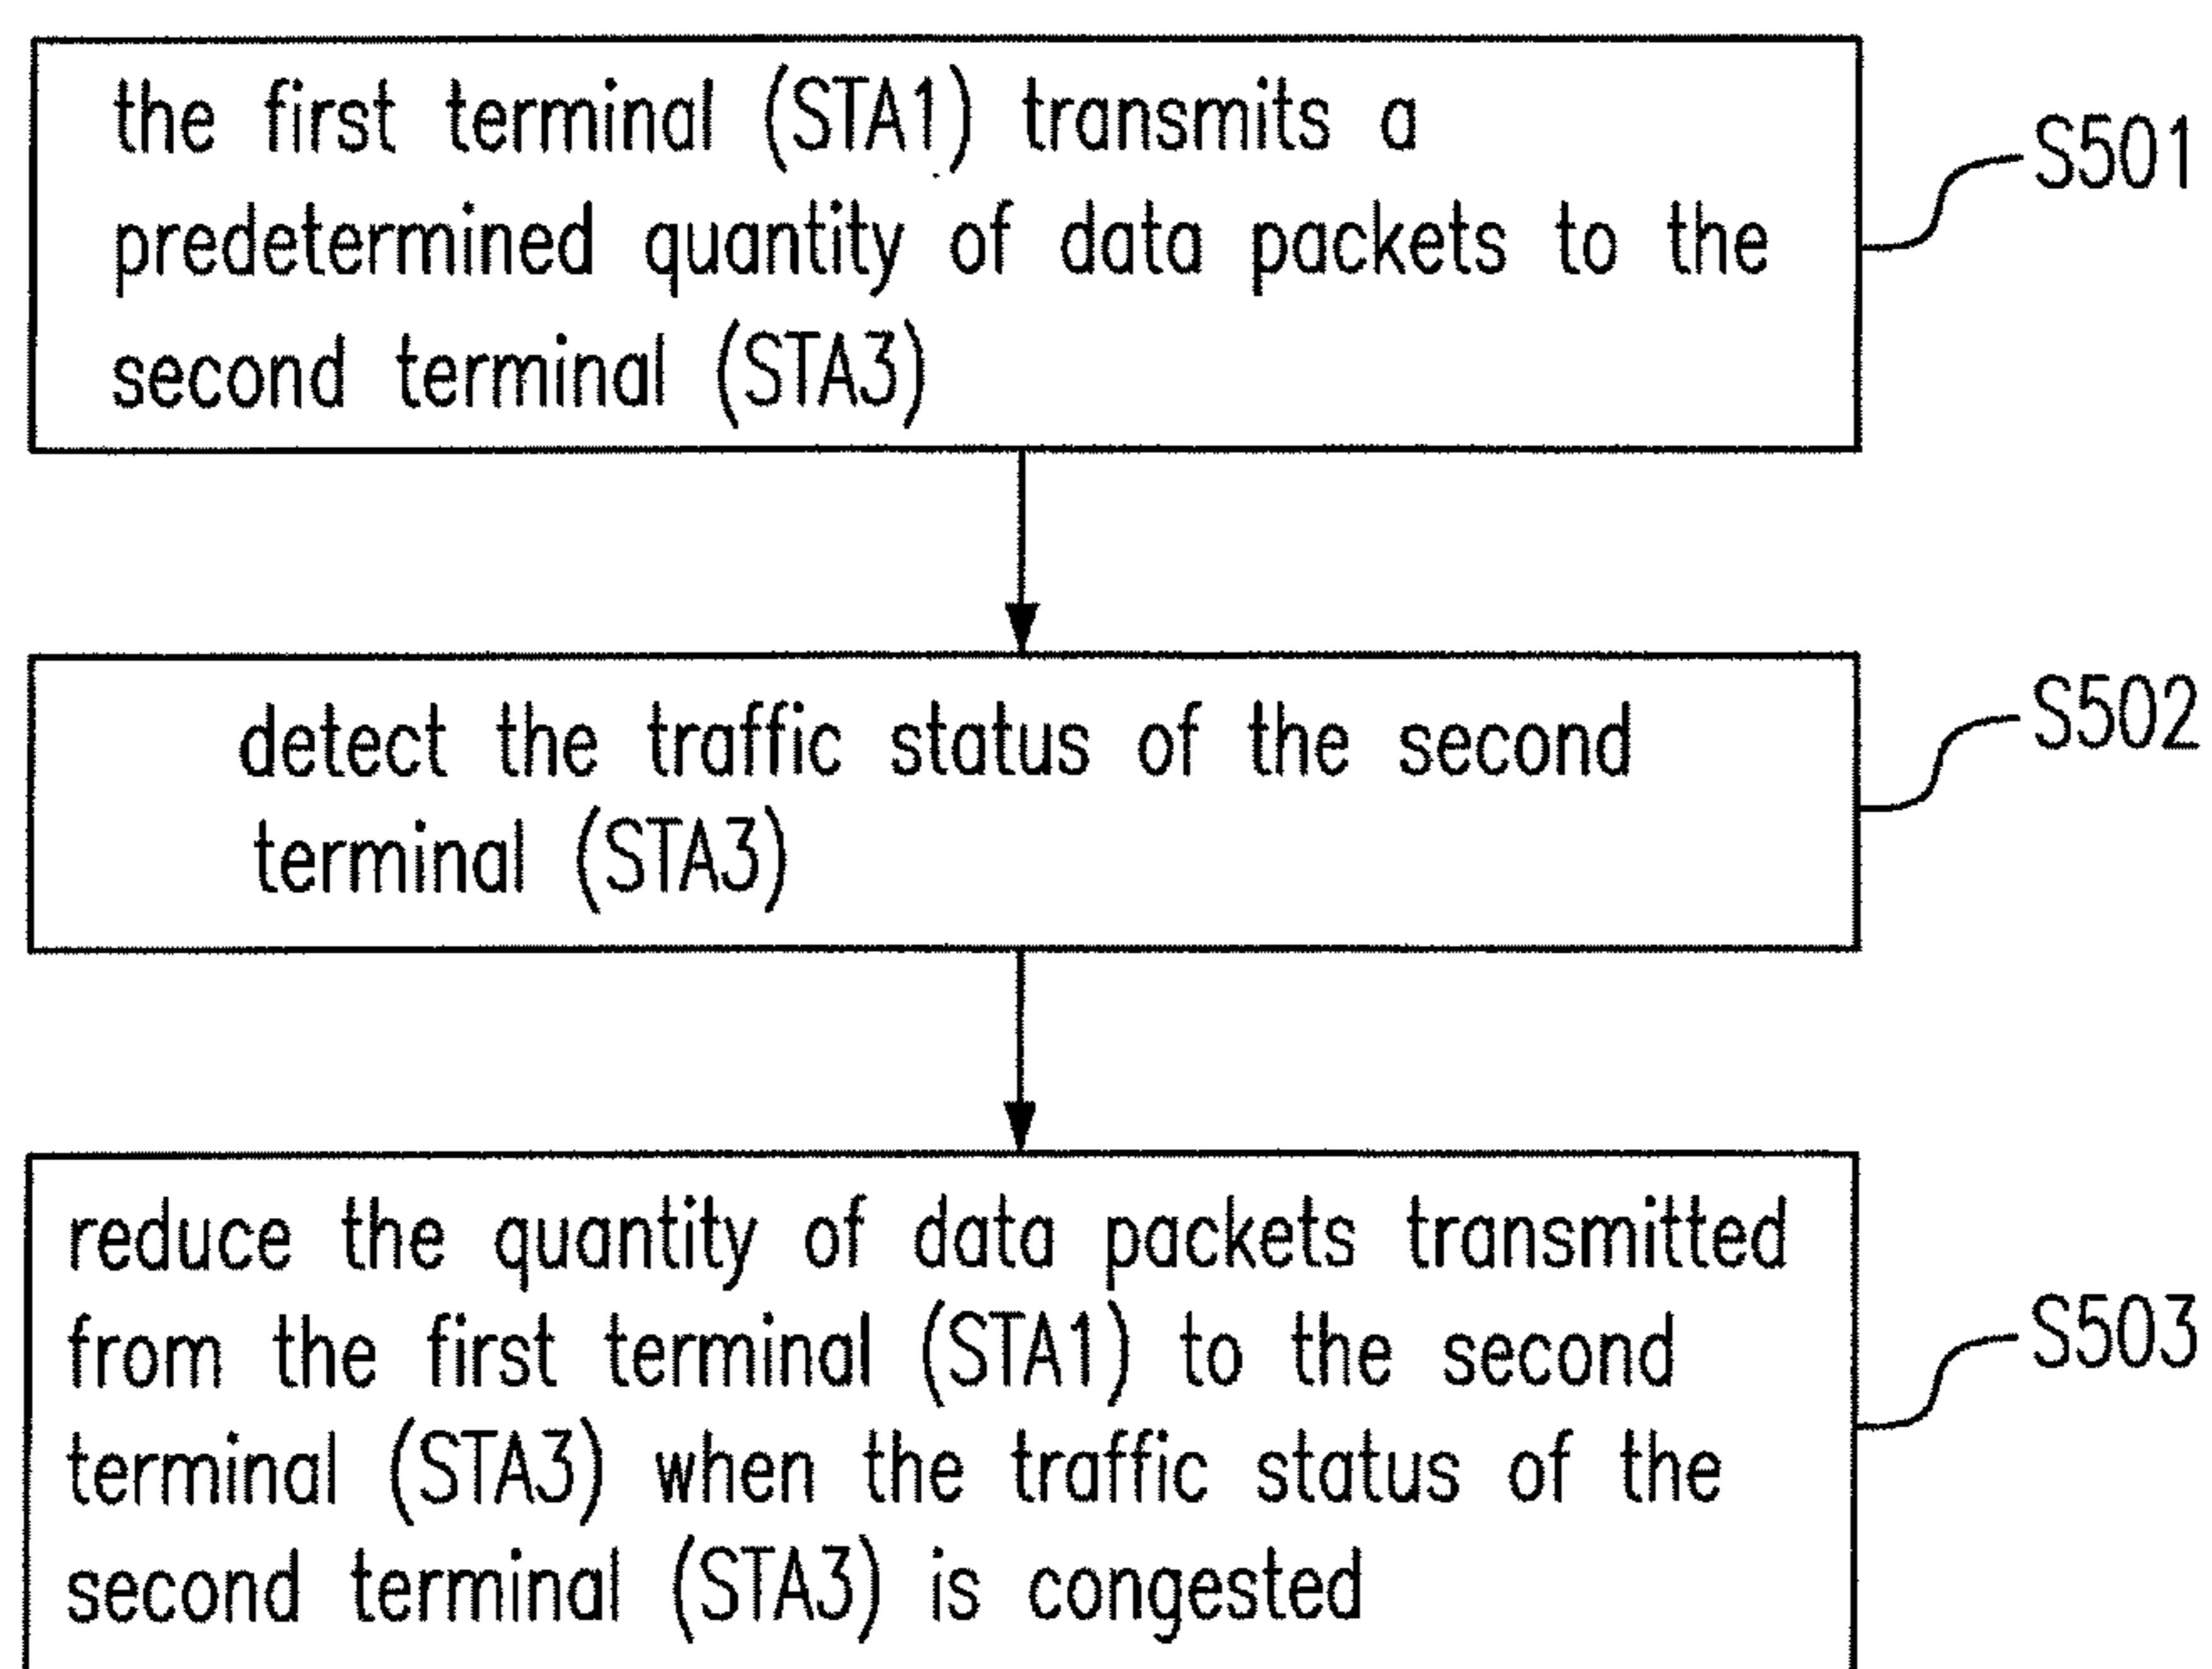 the first terminal (STA1) transmits a
predetermined quantity of data packets to the
second terminal (STA3)
S501
detect the traffic status of the second
terminal (STA3)
S502
reduce the quantity of data packets transmitted
from the first terminal (STA1) to the second
terminal (STA3) when the traffic status of the
second terminal (STA3) is congested
S503